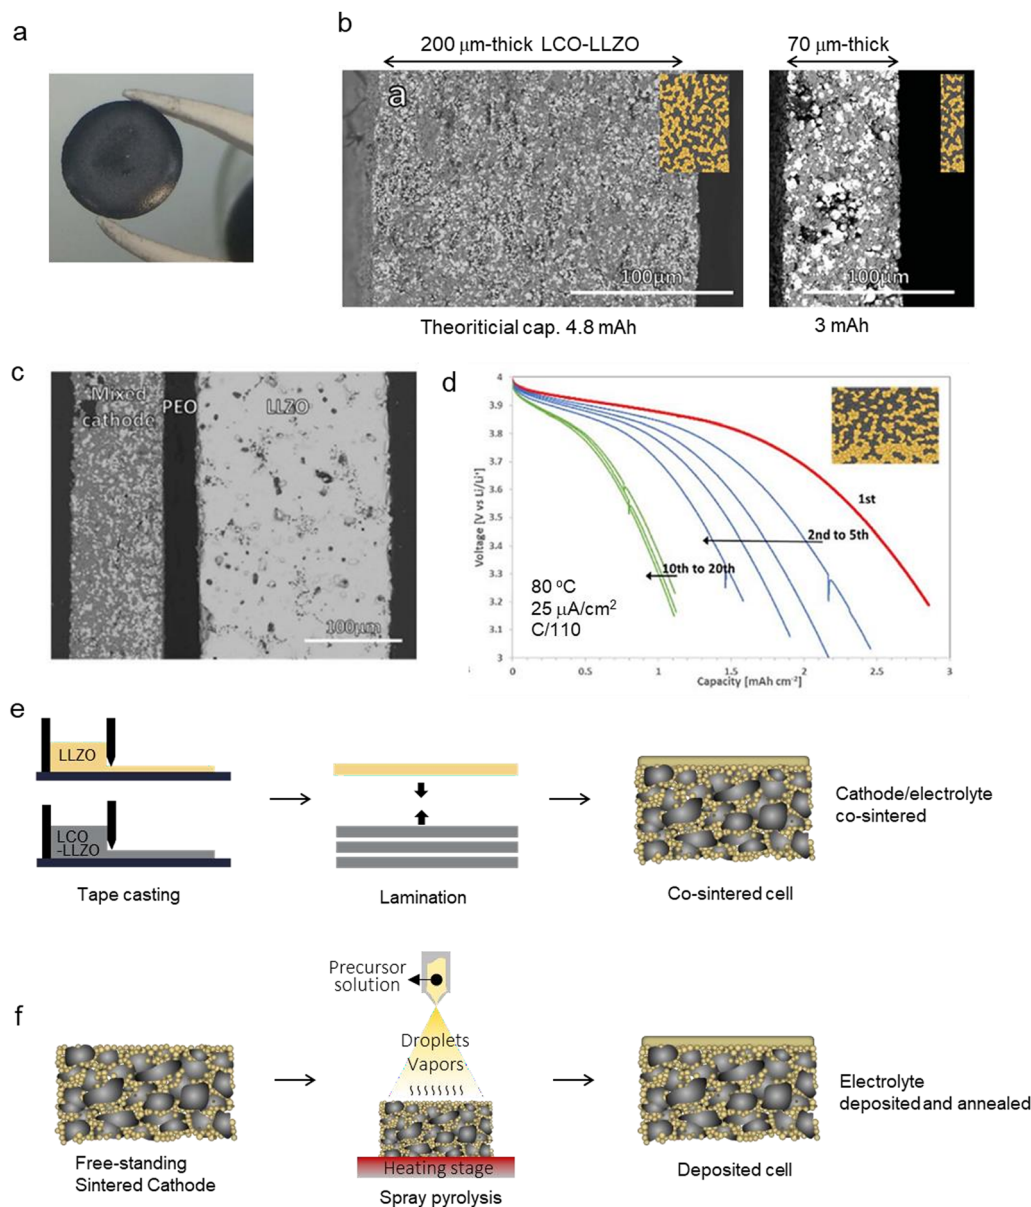 a
b
200 μm-thick LCO-LLZO
70 μm-thick
a
100μm
100μm
Theoriticial cap. 4.8 mAh
3 mAh
c
Mixed
cathode
PEO
LLZO
100μm
d
4
3.9
3.8
3.7
3.6
3.5
3.4
3.3
3.2
3.1
3
Voltage [V vs Li/Li⁺]
1st
2nd to 5th
10th to 20th
80 ºC
25 μA/cm²
C/110
0
0.5
1
1.5
2
2.5
3
Capacity [mAh cm⁻²]
e
LLZO
LCO
-LLZO
Tape casting
Lamination
Co-sintered cell
Cathode/electrolyte
co-sintered
f
Precursor
solution
Droplets
Vapors
Heating stage
Free-standing
Sintered Cathode
Spray pyrolysis
Deposited cell
Electrolyte
deposited and annealed